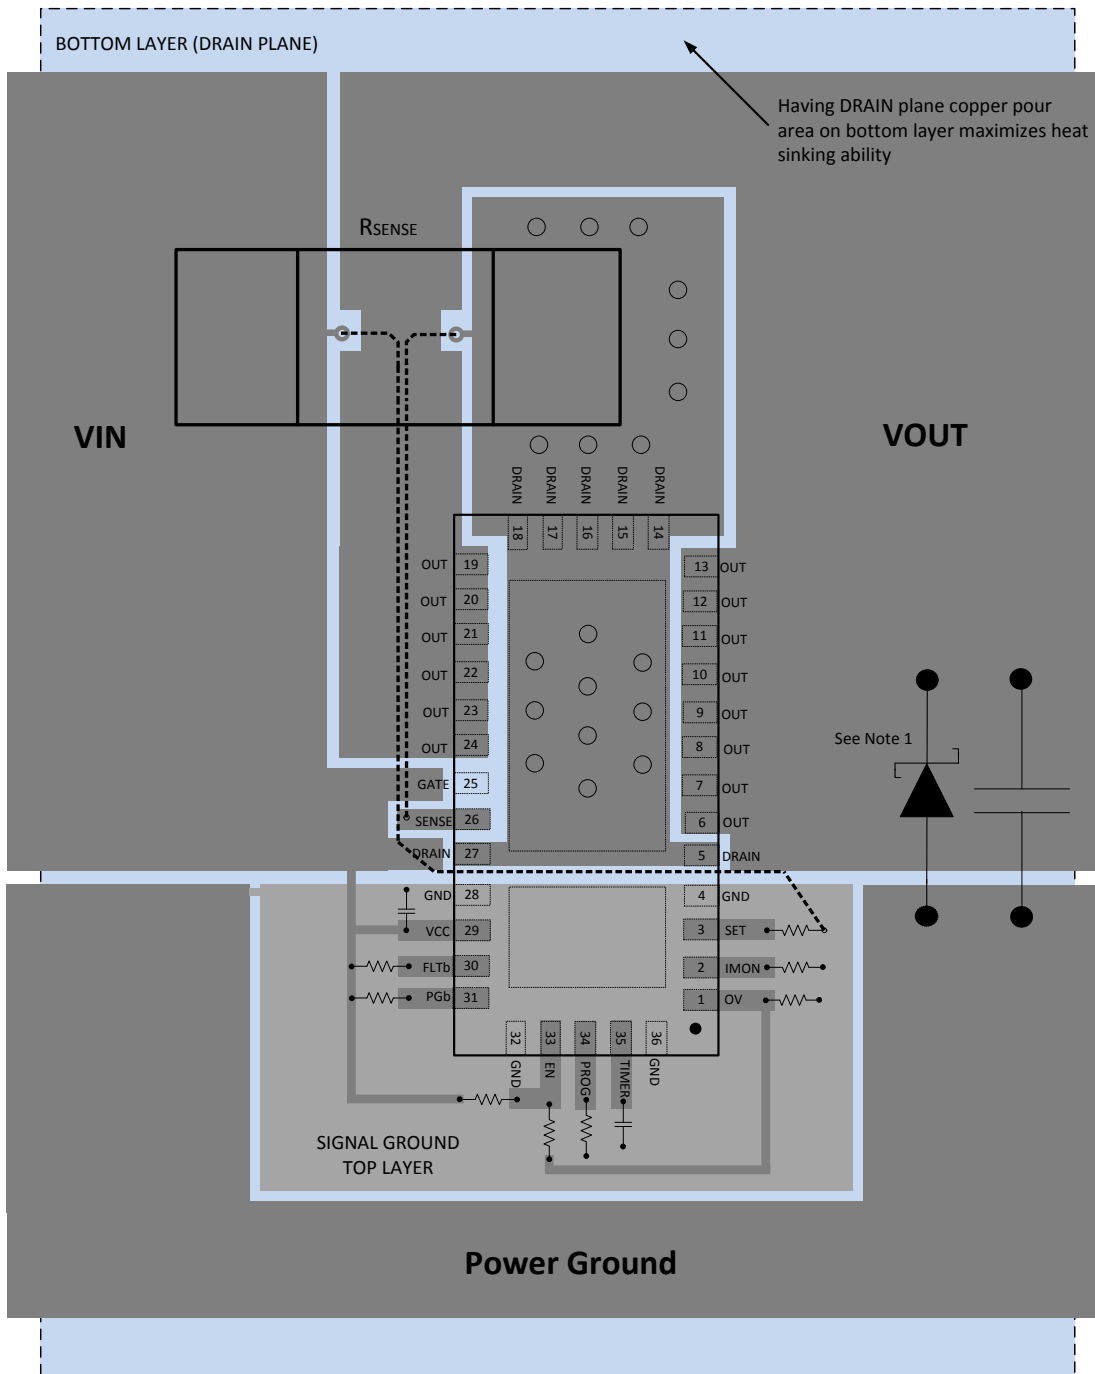 BOTTOM LAYER (DRAIN PLANE)
Having DRAIN plane copper pour
area on bottom layer maximizes heat
sinking ability
RSENSE
VIN
VOUT
DRAIN
DRAIN
DRAIN
DRAIN
DRAIN
18
17
16
15
14
OUT 19
OUT 20
OUT 21
OUT 22
OUT 23
OUT 24
GATE 25
SENSE 26
DRAIN 27
GND 28
VCC 29
FLTb 30
PGb 31
13 OUT
12 OUT
11 OUT
10 OUT
9 OUT
8 OUT
7 OUT
6 OUT
5 DRAIN
4 GND
3 SET
2 IMON
1 OV
See Note 1
32
33
34
35
36
GND
EN
PROG
TIMER
GND
SIGNAL GROUND
TOP LAYER
Power Ground